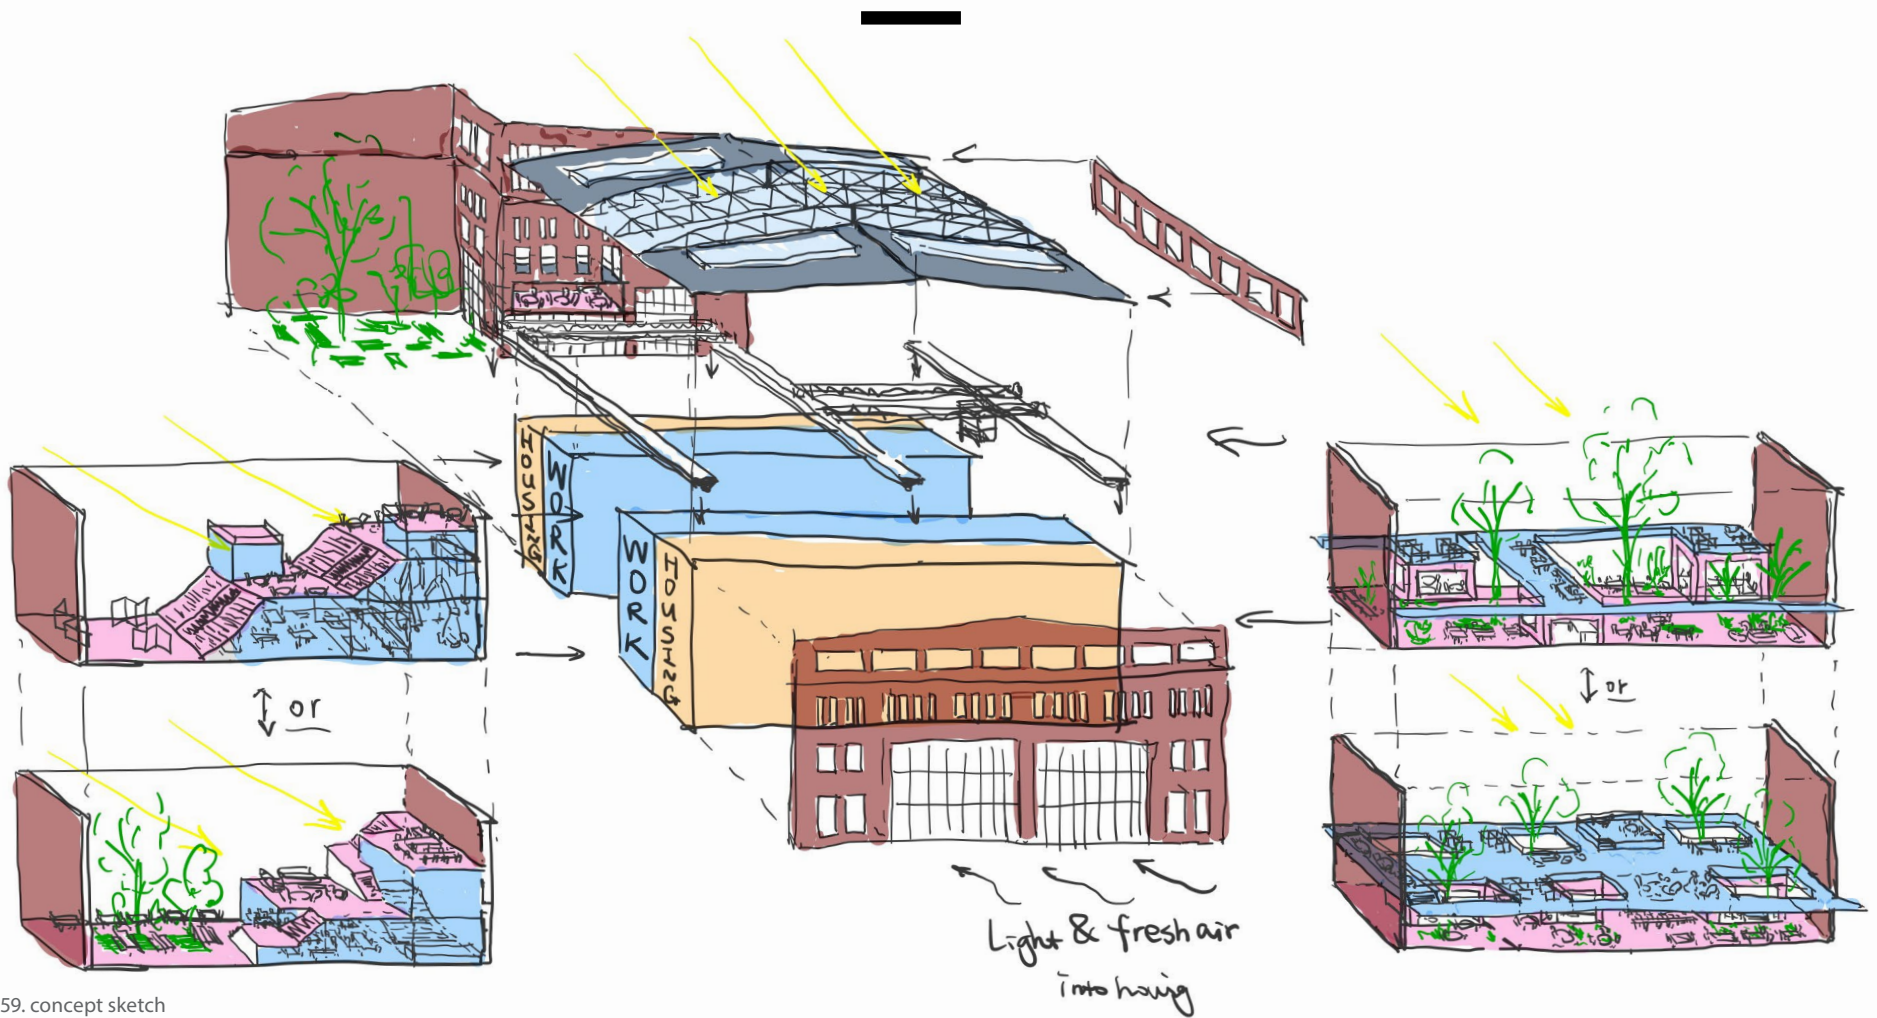 HOUSING
WORK
WORK
HOUSING
or
or
Light & fresh air
into housing
59. concept sketch